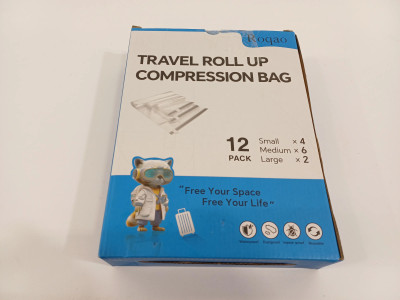 Roqao
TRAVEL ROLL UP
COMPRESSION BAG
12
PACK
Small × 4
Medium × 6
Large × 2
"Free Your Space
Free Your Life"